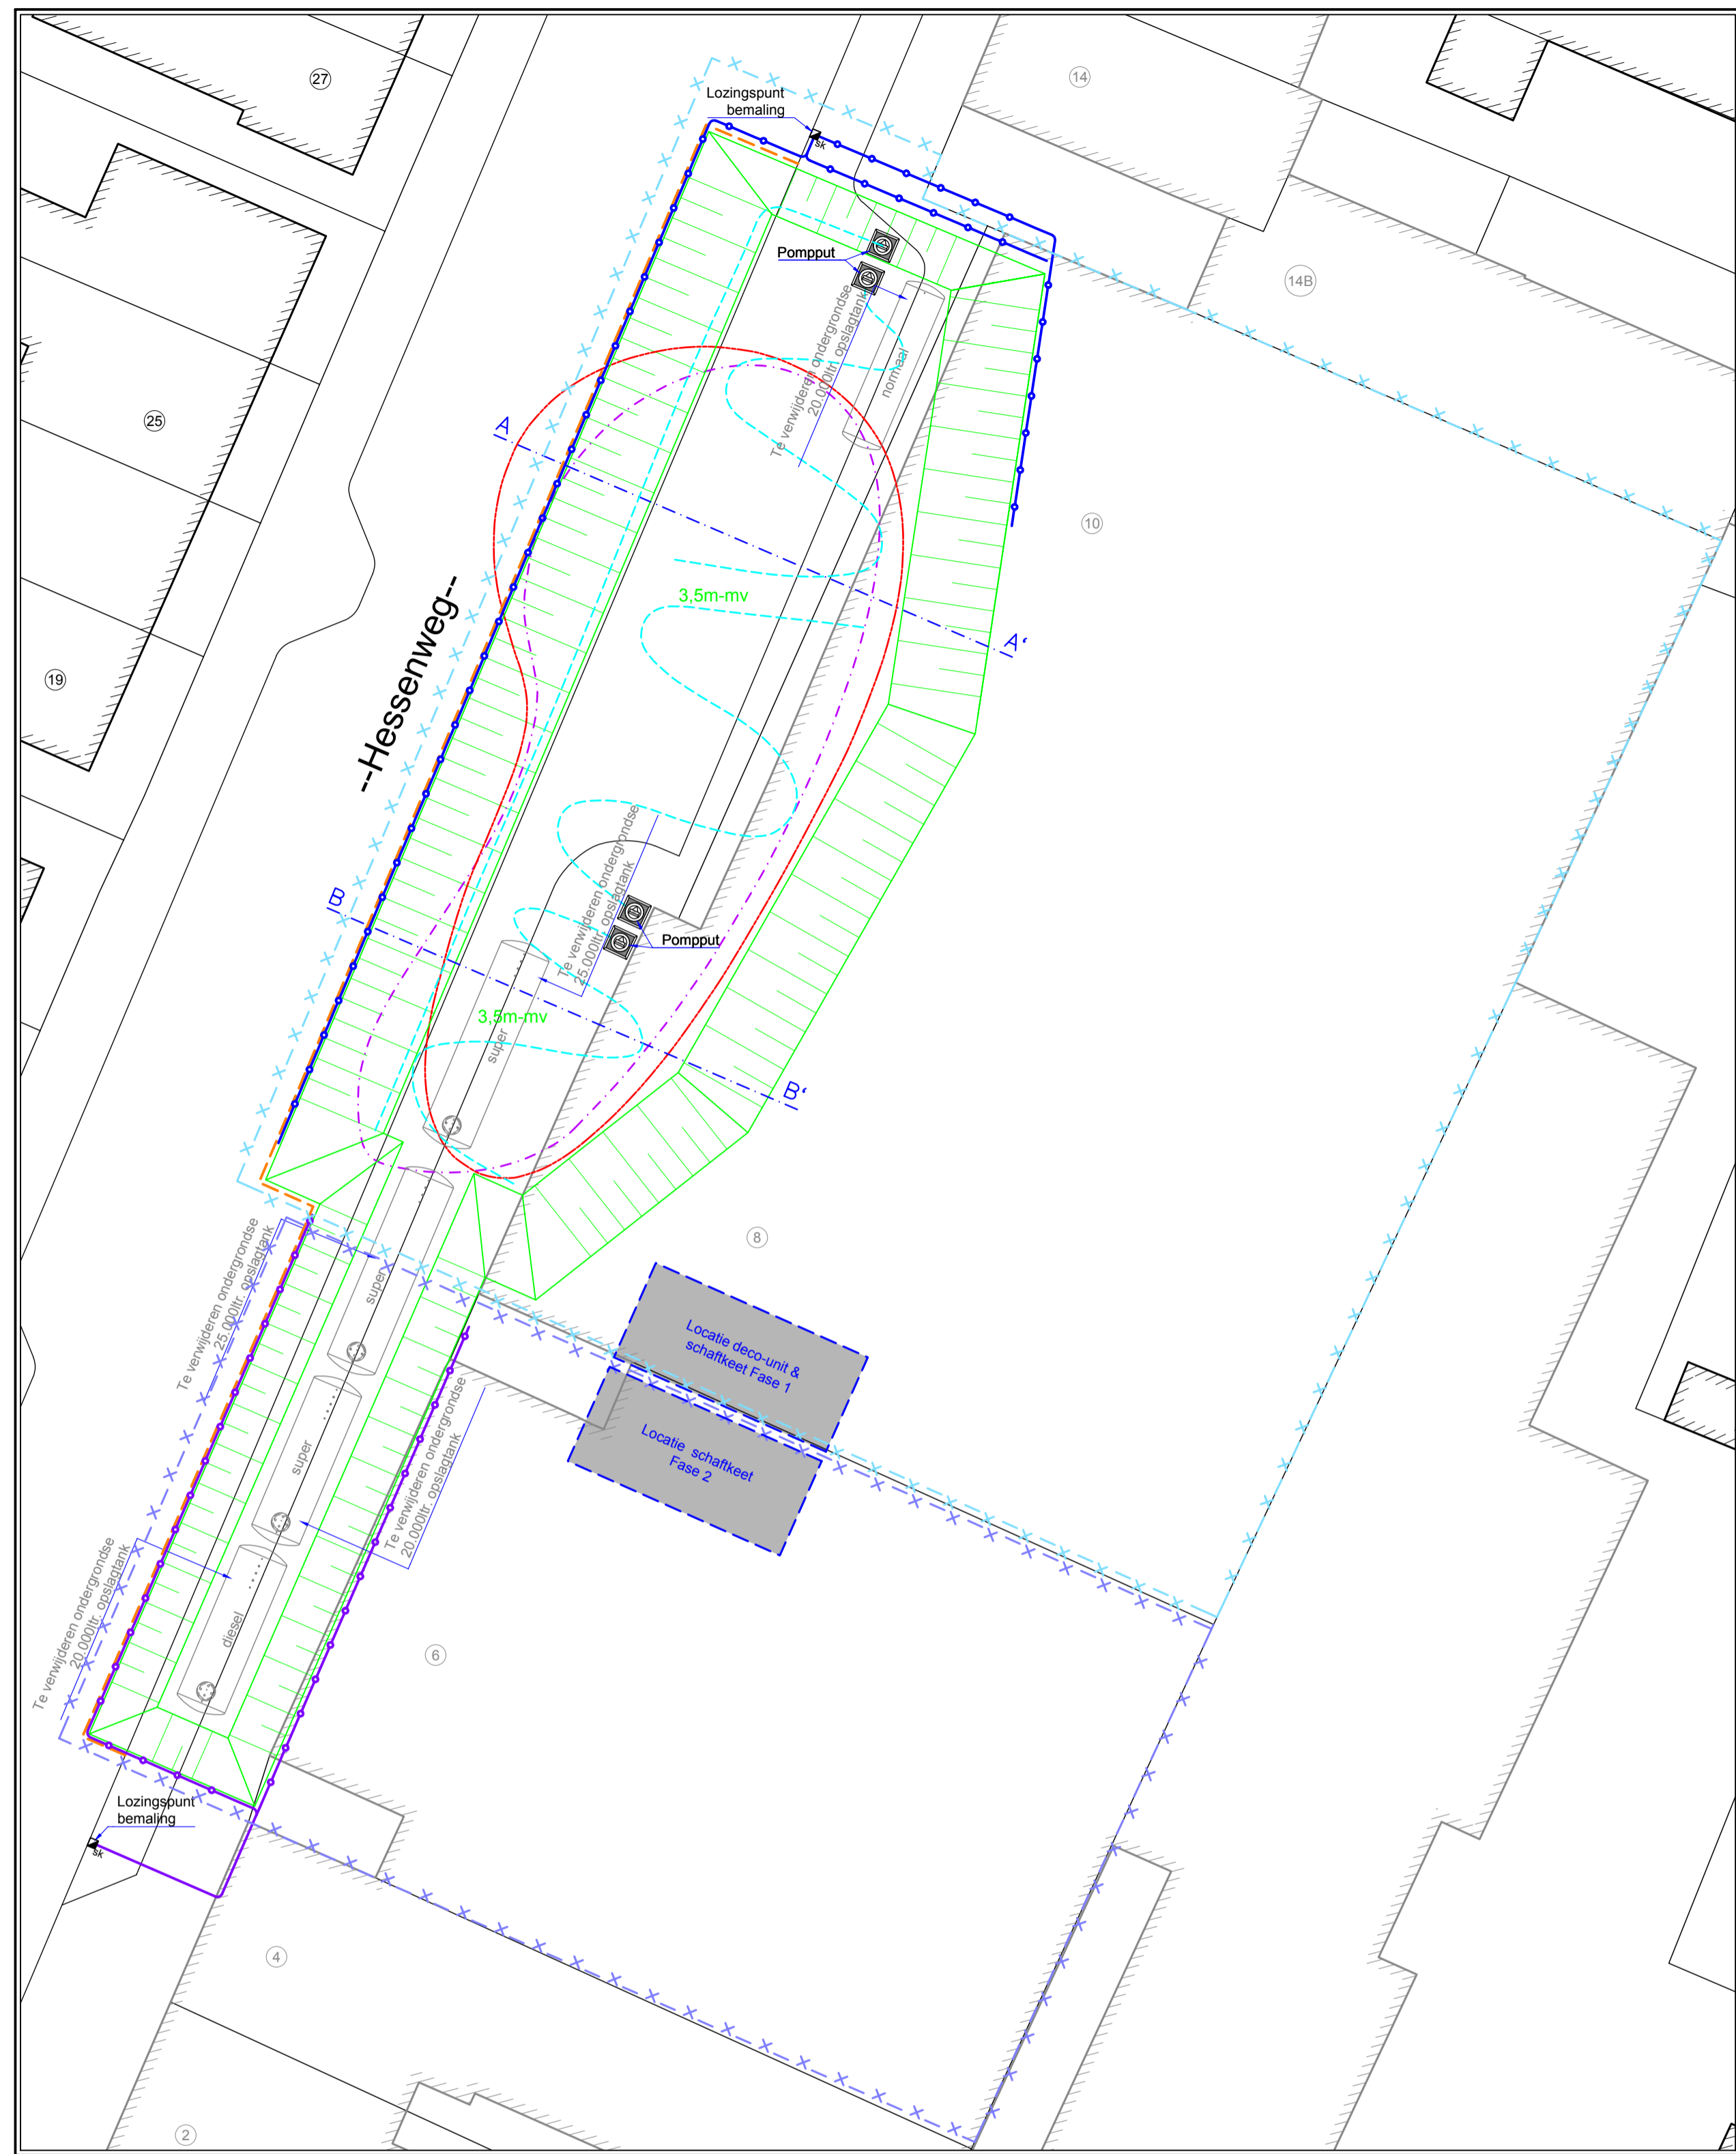 27
14
Lozingspunt
bemaling
sk
Pompput
14B
Te verwijderen ondergrondse
20.000ltr. opslagtank
normaal
25
A
10
3,5m-mv
--Hessenweg--
A'
19
Te verwijderen ondergrondse
25.000ltr. opslagtank
B
Pompput
3,5m-mv
super
B'
8
Te verwijderen ondergrondse
25.000ltr. opslagtank
super
Locatie deco-unit &
schaftkeet Fase 1
Te verwijderen ondergrondse
20.000ltr. opslagtank
super
Locatie schaftkeet
Fase 2
Te verwijderen ondergrondse
20.000ltr. opslagtank
diesel
6
Lozingspunt
bemaling
sk
4
2